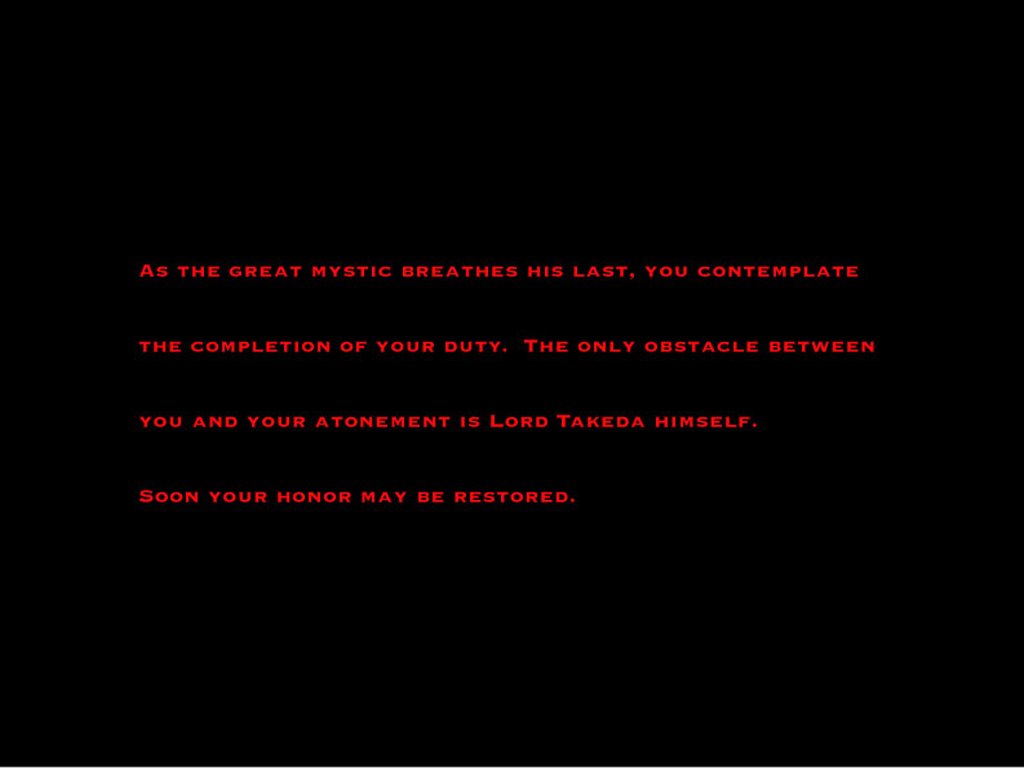 As the great mystic breathes his last, you contemplate
the completion of your duty.  The only obstacle between
you and your atonement is Lord Takeda himself.
Soon your honor may be restored.